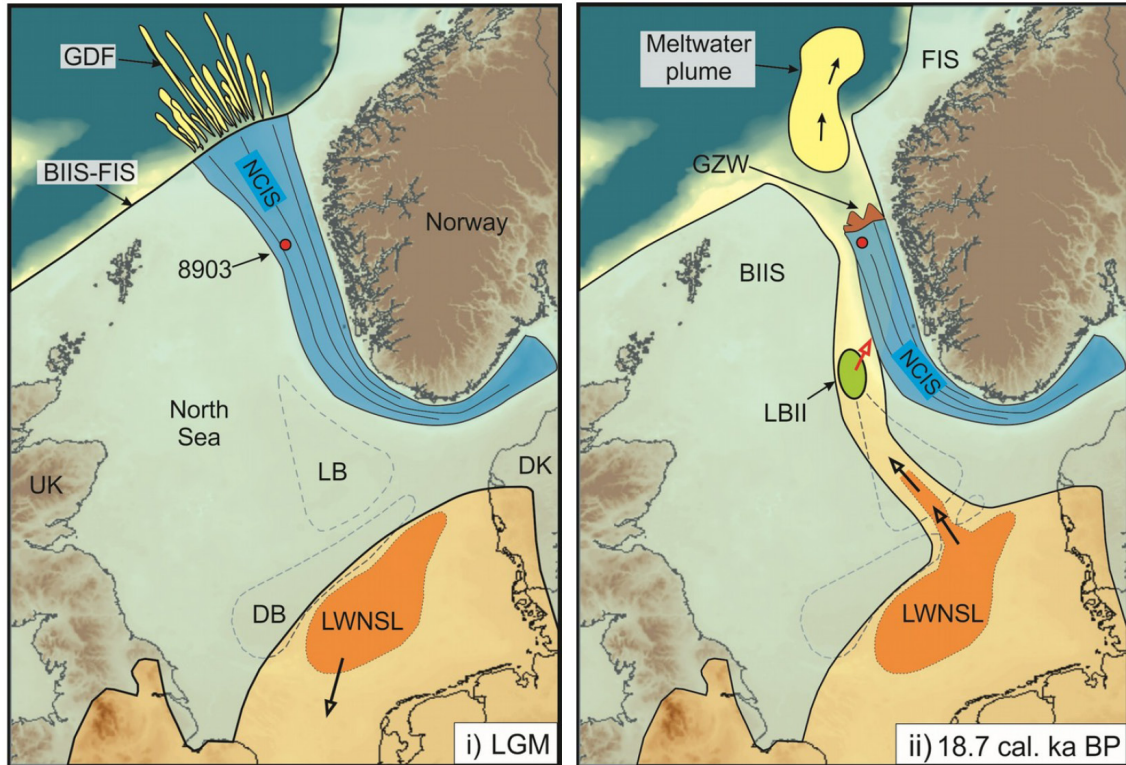 GDF
NCIS
BIIS-FIS
8903
Norway
North
Sea
LB
UK
DK
DB
LWNSL
i) LGM
Meltwater
plume
FIS
GZW
BIIS
NCIS
LBII
LWNSL
ii) 18.7 cal. ka BP